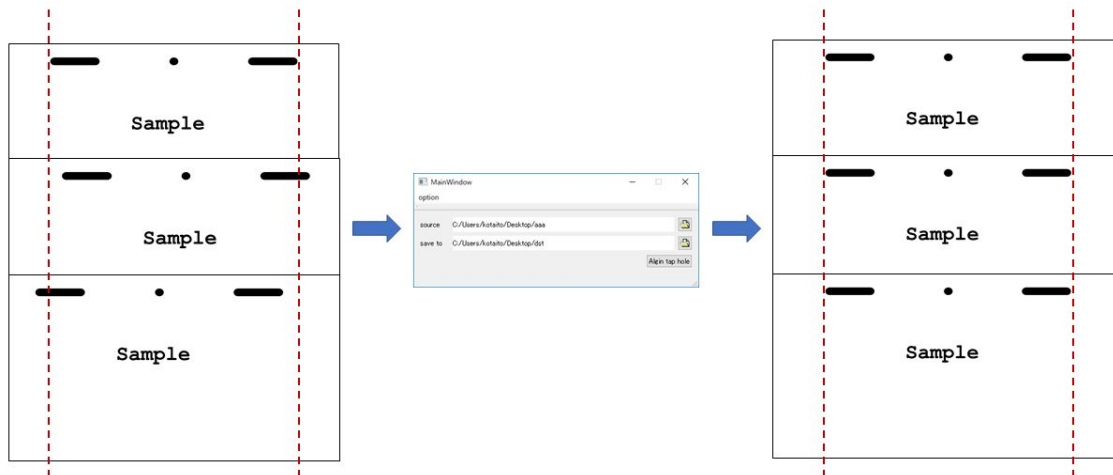 Sample
Sample
Sample
MainWindow
option
source C:/Users/kotaito/Desktop/aaa
save to C:/Users/kotaito/Desktop/dst
Align tap hole
Sample
Sample
Sample